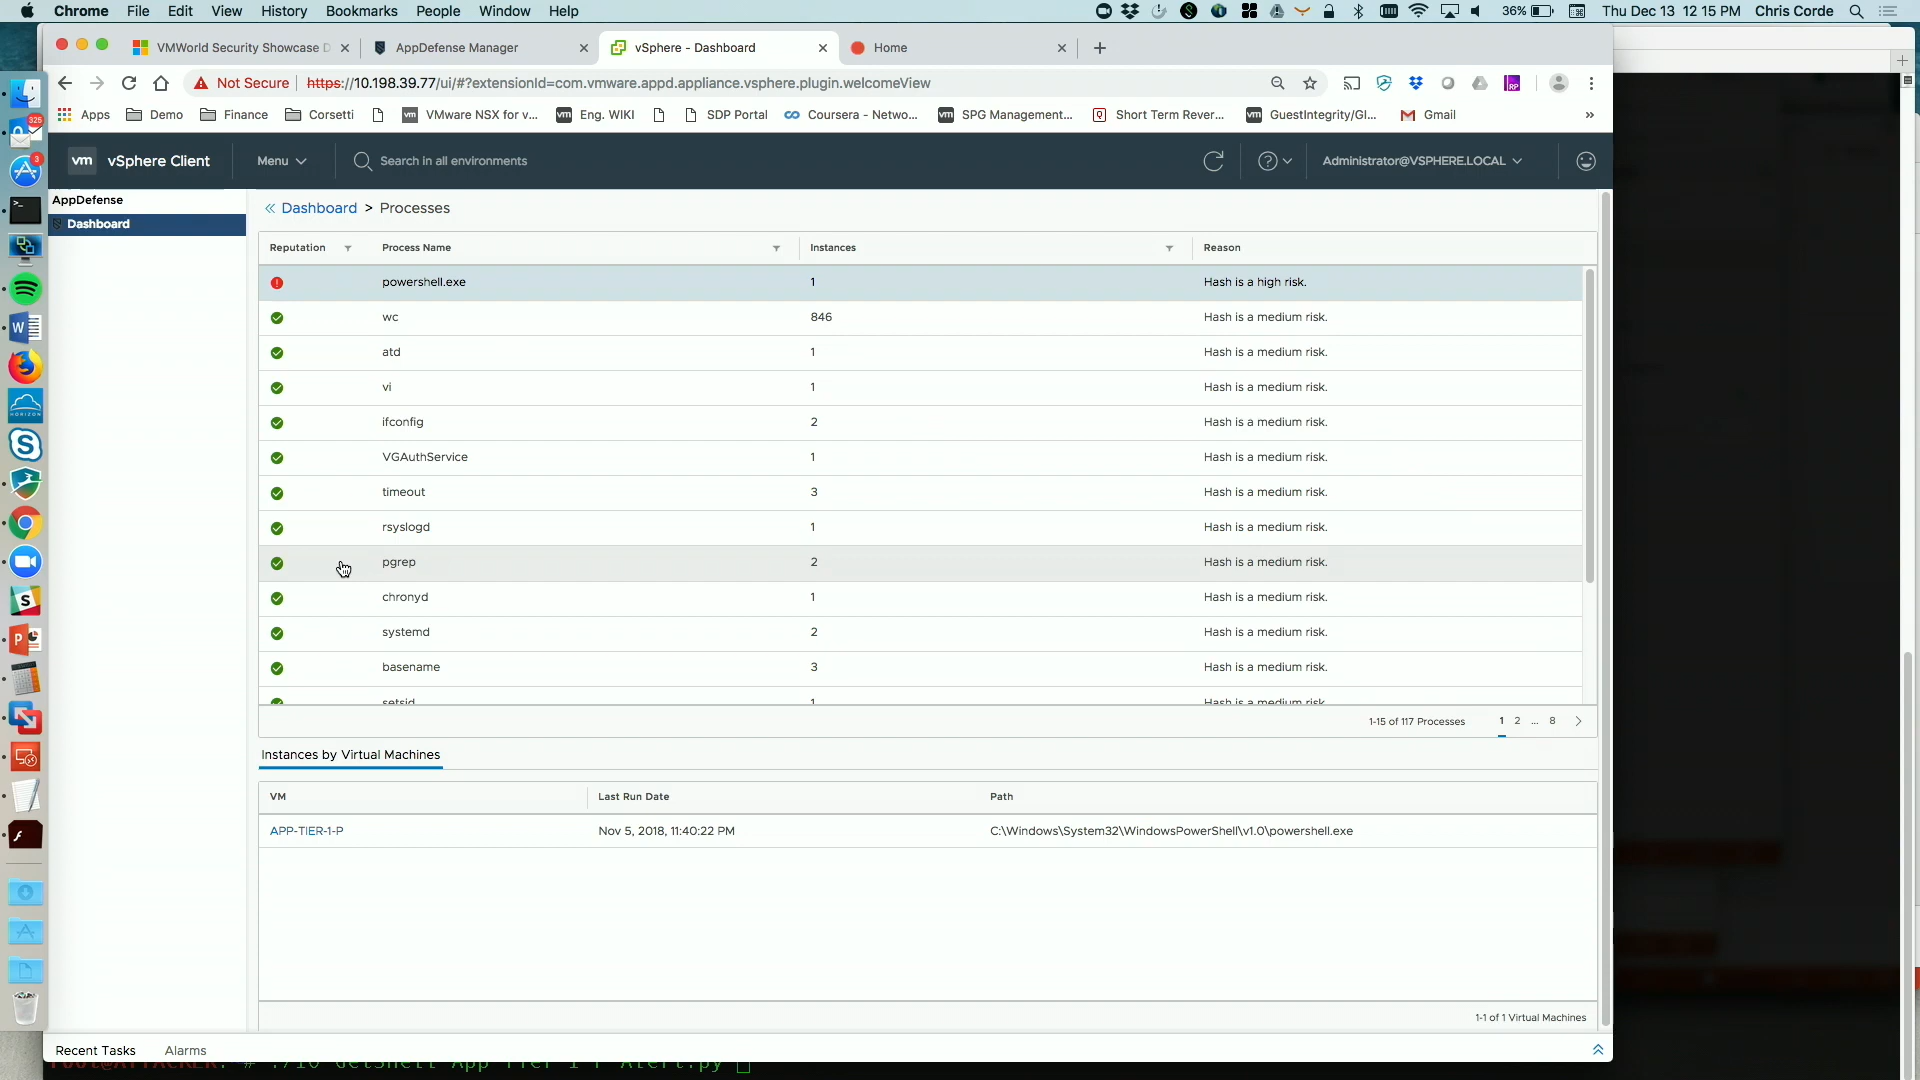 Chrome File Edit View History Bookmarks People Window Help 36% Thu Dec 13 12 15 PM Chris Corde
VMWorld Security Showcase D AppDefense Manager vSphere - Dashboard Home
Not Secure https://10.198.39.77/ui/#?extensionId=com.vmware.appd.appliance.vsphere.plugin.welcomeView
Apps Demo Finance Corsetti VMware NSX for v... Eng. WIKI SDP Portal Coursera - Netwo... SPG Management... Short Term Rever... GuestIntegrity/Gl... Gmail
vm vSphere Client Menu Search in all environments Administrator@VSPHERE.LOCAL
AppDefense
Dashboard
Dashboard > Processes
Reputation Process Name Instances Reason
powershell.exe 1 Hash is a high risk.
wc 846 Hash is a medium risk.
atd 1 Hash is a medium risk.
vi 1 Hash is a medium risk.
ifconfig 2 Hash is a medium risk.
VGAuthService 1 Hash is a medium risk.
timeout 3 Hash is a medium risk.
rsyslogd 1 Hash is a medium risk.
pgrep 2 Hash is a medium risk.
chronyd 1 Hash is a medium risk.
systemd 2 Hash is a medium risk.
basename 3 Hash is a medium risk.
setsid 1 Hash is a medium risk.
1-15 of 117 Processes 1 2 ... 8
Instances by Virtual Machines
VM Last Run Date Path
APP-TIER-1-P Nov 5, 2018, 11:40:22 PM C:\Windows\System32\WindowsPowerShell\v1.0\powershell.exe
1-1 of 1 Virtual Machines
Recent Tasks Alarms